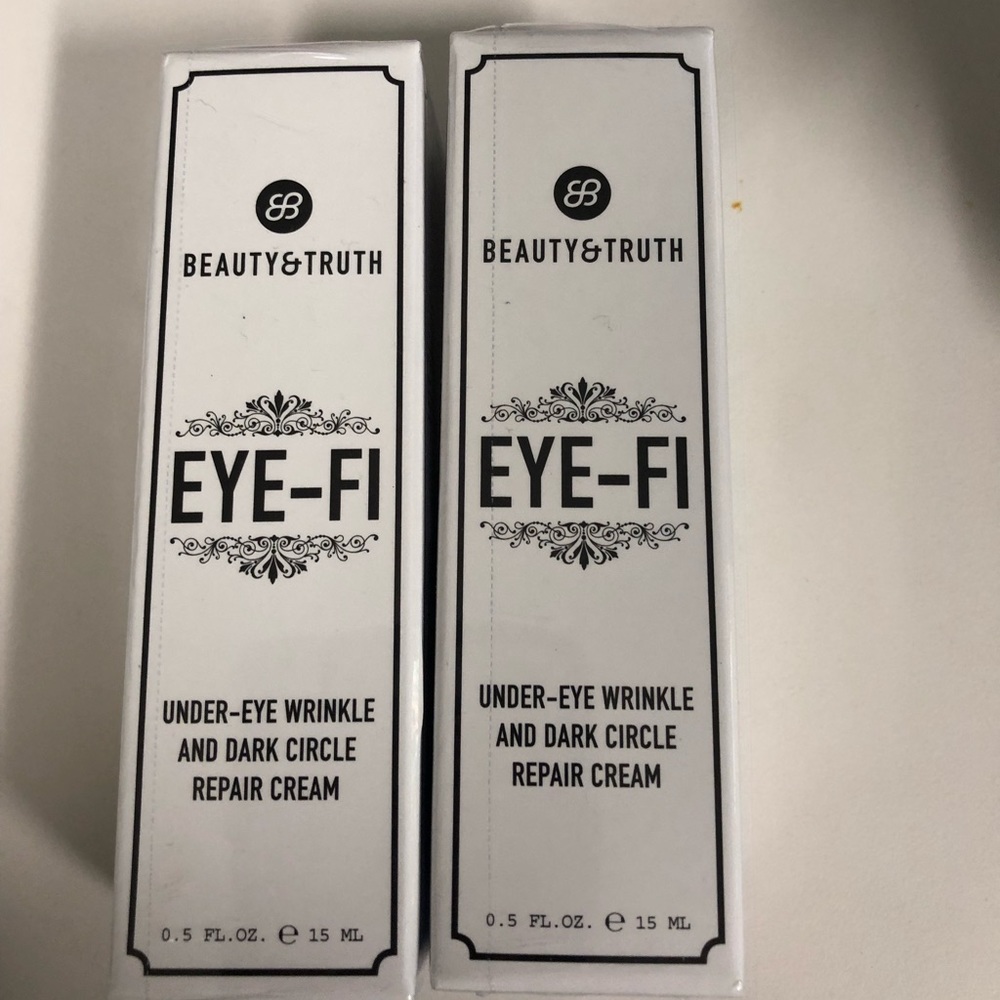 BEAUTY&TRUTH
EYE-FI
UNDER-EYE WRINKLE
AND DARK CIRCLE
REPAIR CREAM
0.5 FL.OZ. ℮ 15 ML
BEAUTY&TRUTH
EYE-FI
UNDER-EYE WRINKLE
AND DARK CIRCLE
REPAIR CREAM
0.5 FL.OZ. ℮ 15 ML